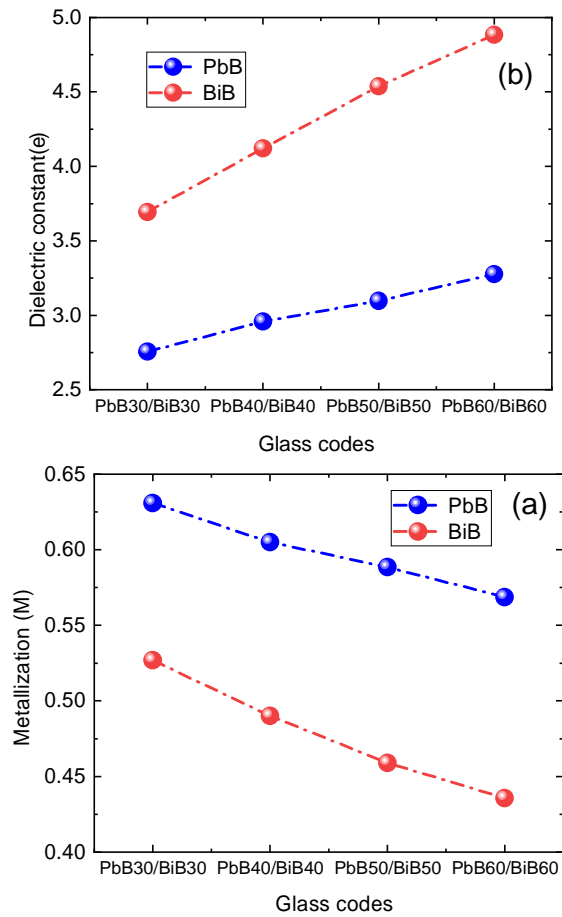 5.0
4.5
4.0
3.5
3.0
2.5
Dielectric constant(e)
PbB
BiB
(b)
PbB30/BiB30 PbB40/BiB40 PbB50/BiB50 PbB60/BiB60
Glass codes
0.65
0.60
0.55
0.50
0.45
0.40
Metallization (M)
PbB
BiB
(a)
PbB30/BiB30 PbB40/BiB40 PbB50/BiB50 PbB60/BiB60
Glass codes